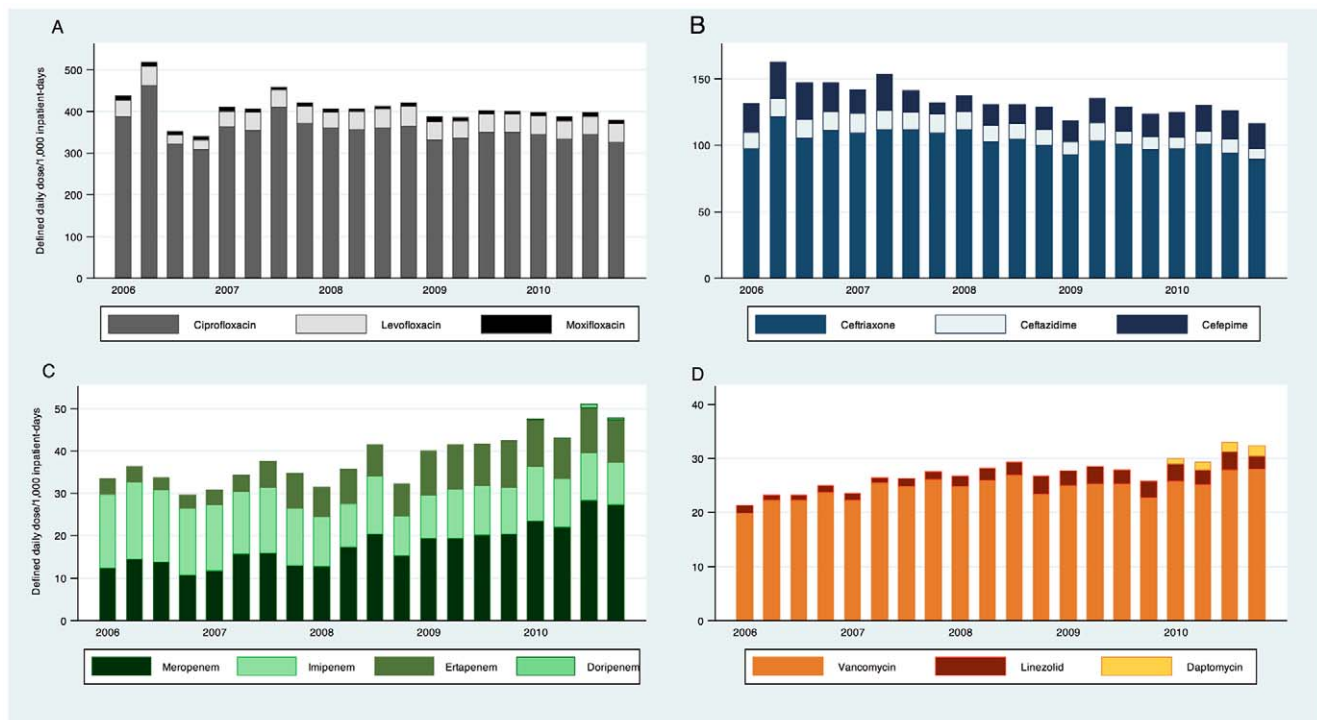 A
Defined daily dose/1,000 inpatient-days
500
400
300
200
100
0
2006 2007 2008 2009 2010
Ciprofloxacin Levofloxacin Moxifloxacin
B
150
100
50
0
2006 2007 2008 2009 2010
Ceftriaxone Ceftazidime Cefepime
C
Defined daily dose/1,000 inpatient-days
50
40
30
20
10
0
2006 2007 2008 2009 2010
Meropenem Imipenem Ertapenem Doripenem
D
40
30
20
10
0
2006 2007 2008 2009 2010
Vancomycin Linezolid Daptomycin